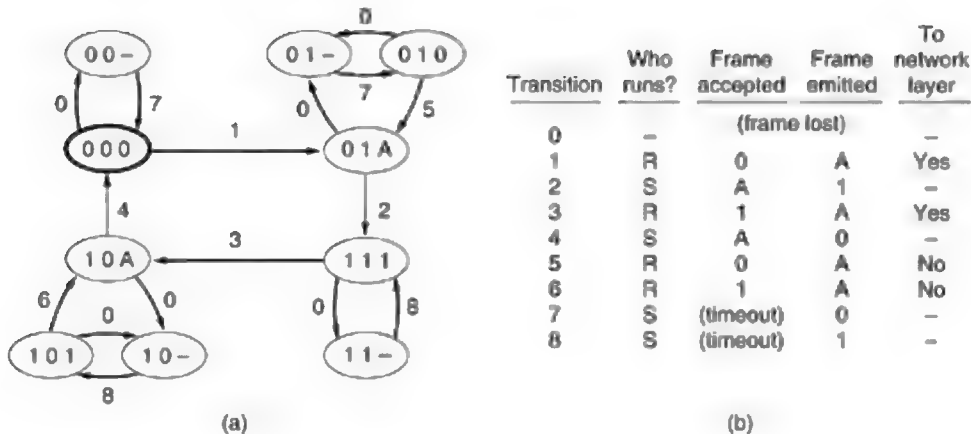 00–
01–
0
010
0
7
0
7
5
000
1
01A
4
2
10A
3
111
6
0
0
0
8
101
10–
11–
8
(a)
Transition
Who runs?
Frame accepted
Frame emitted
To network layer
0 – (frame lost) –
1 R 0 A Yes
2 S A 1 –
3 R 1 A Yes
4 S A 0 –
5 R 0 A No
6 R 1 A No
7 S (timeout) 0 –
8 S (timeout) 1 –
(b)